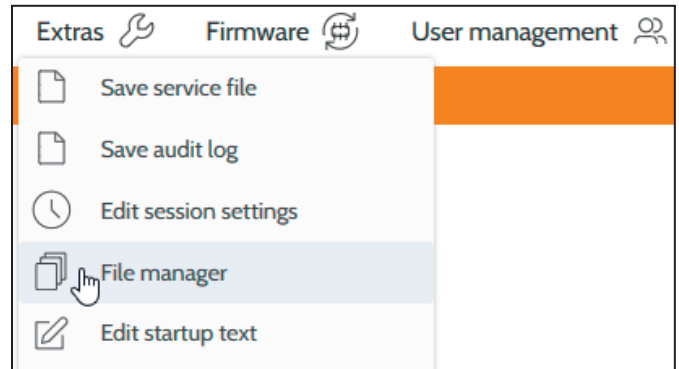 Extras Firmware User management
Save service file
Save audit log
Edit session settings
File manager
Edit startup text